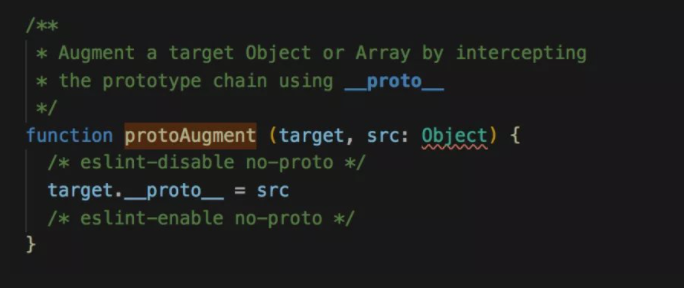 /**
* Augment a target Object or Array by intercepting
* the prototype chain using __proto__
*/
function protoAugment (target, src: Object) {
/* eslint-disable no-proto */
target.__proto__ = src
/* eslint-enable no-proto */
}